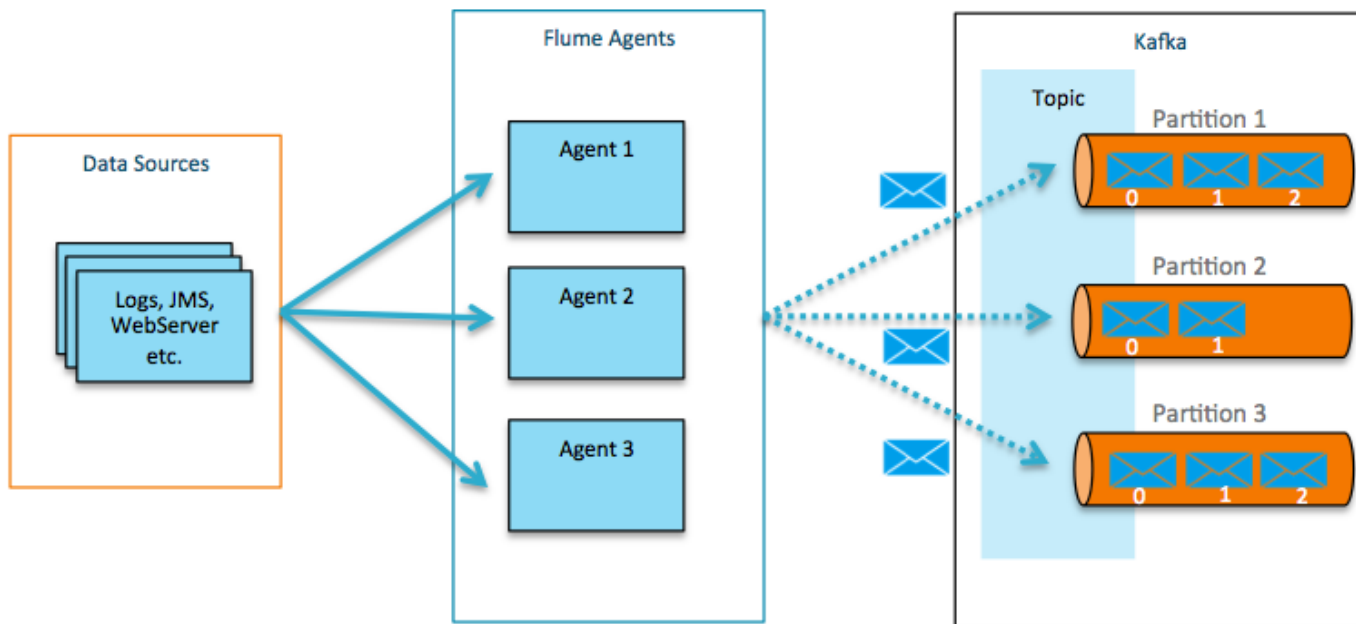 Data Sources
Logs, JMS,
WebServer
etc.
Flume Agents
Agent 1
Agent 2
Agent 3
Kafka
Topic
Partition 1
0 1 2
Partition 2
0 1
Partition 3
0 1 2